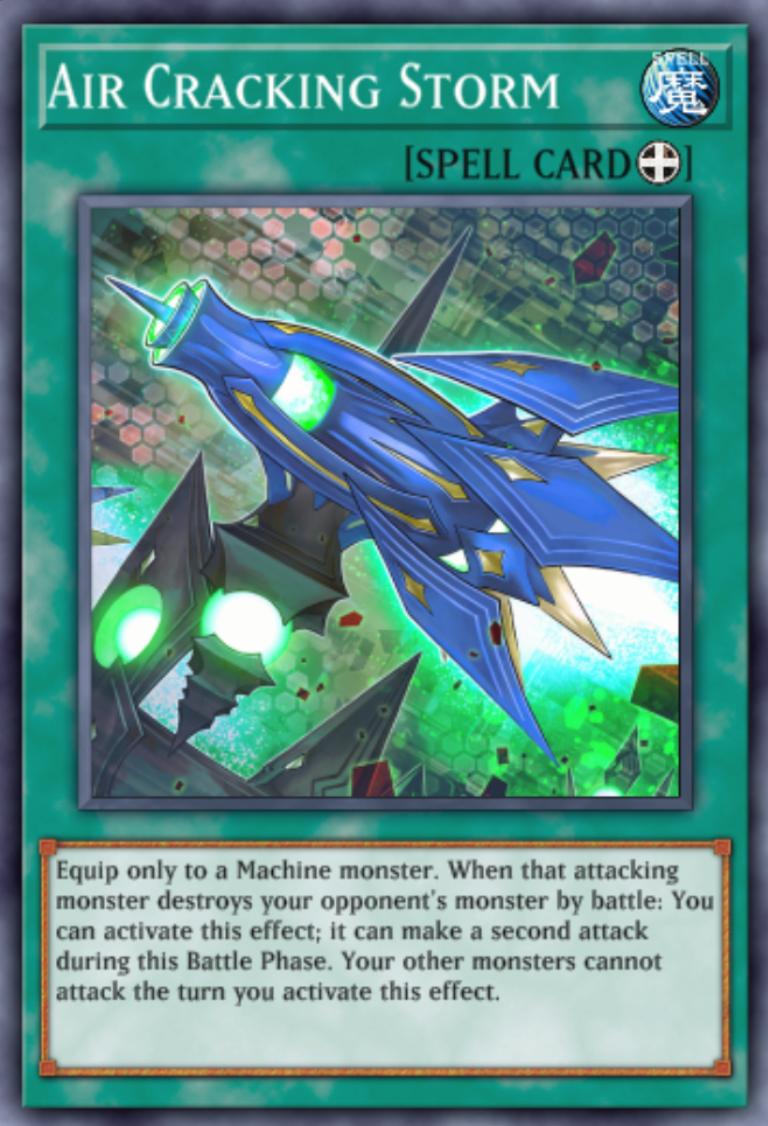 Air Cracking Storm
SPELL
魔
[SPELL CARD]
Equip only to a Machine monster. When that attacking
monster destroys your opponent's monster by battle: You
can activate this effect; it can make a second attack
during this Battle Phase. Your other monsters cannot
attack the turn you activate this effect.